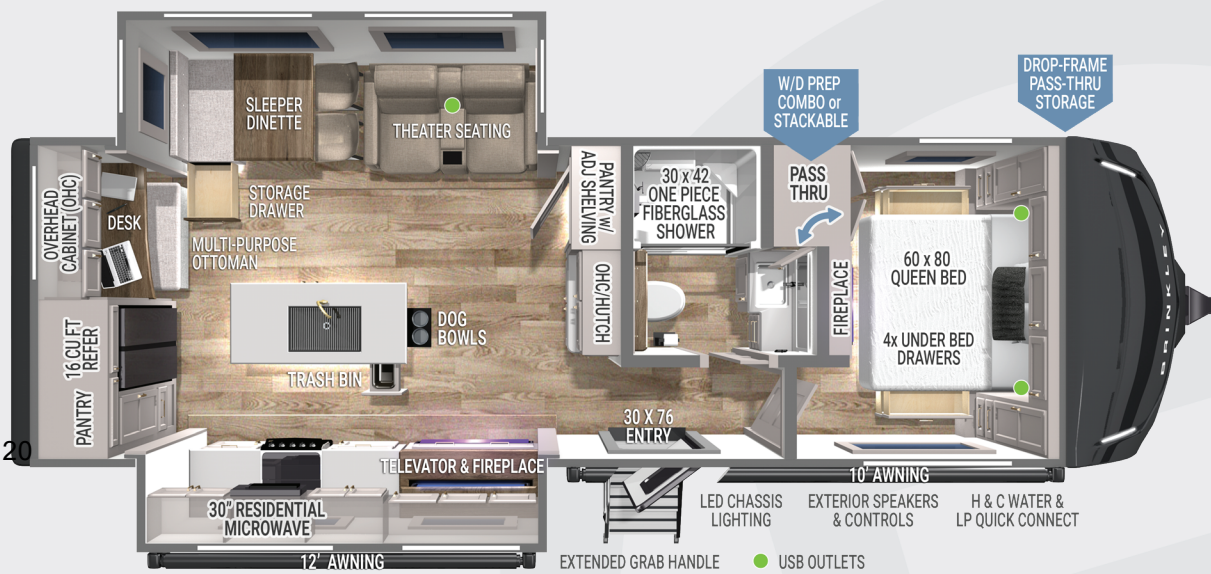 W/D PREP
COMBO or
STACKABLE
DROP-FRAME
PASS-THRU
STORAGE
SLEEPER
DINETTE
THEATER SEATING
OVERHEAD
CABINET (OHC)
DESK
STORAGE
DRAWER
MULTI-PURPOSE
OTTOMAN
PANTRY w/
ADJ SHELVING
30 x 42
ONE PIECE
FIBERGLASS
SHOWER
PASS
THRU
OHC/HUTCH
FIREPLACE
60 x 80
QUEEN BED
4x UNDER BED
DRAWERS
BRINKLEY
DOG
BOWLS
TRASH BIN
16 CU FT
REFER
PANTRY
20
30 X 76
ENTRY
TELEVATOR & FIREPLACE
30” RESIDENTIAL
MICROWAVE
12’ AWNING
10’ AWNING
LED CHASSIS
LIGHTING
EXTERIOR SPEAKERS
& CONTROLS
H & C WATER &
LP QUICK CONNECT
EXTENDED GRAB HANDLE
USB OUTLETS